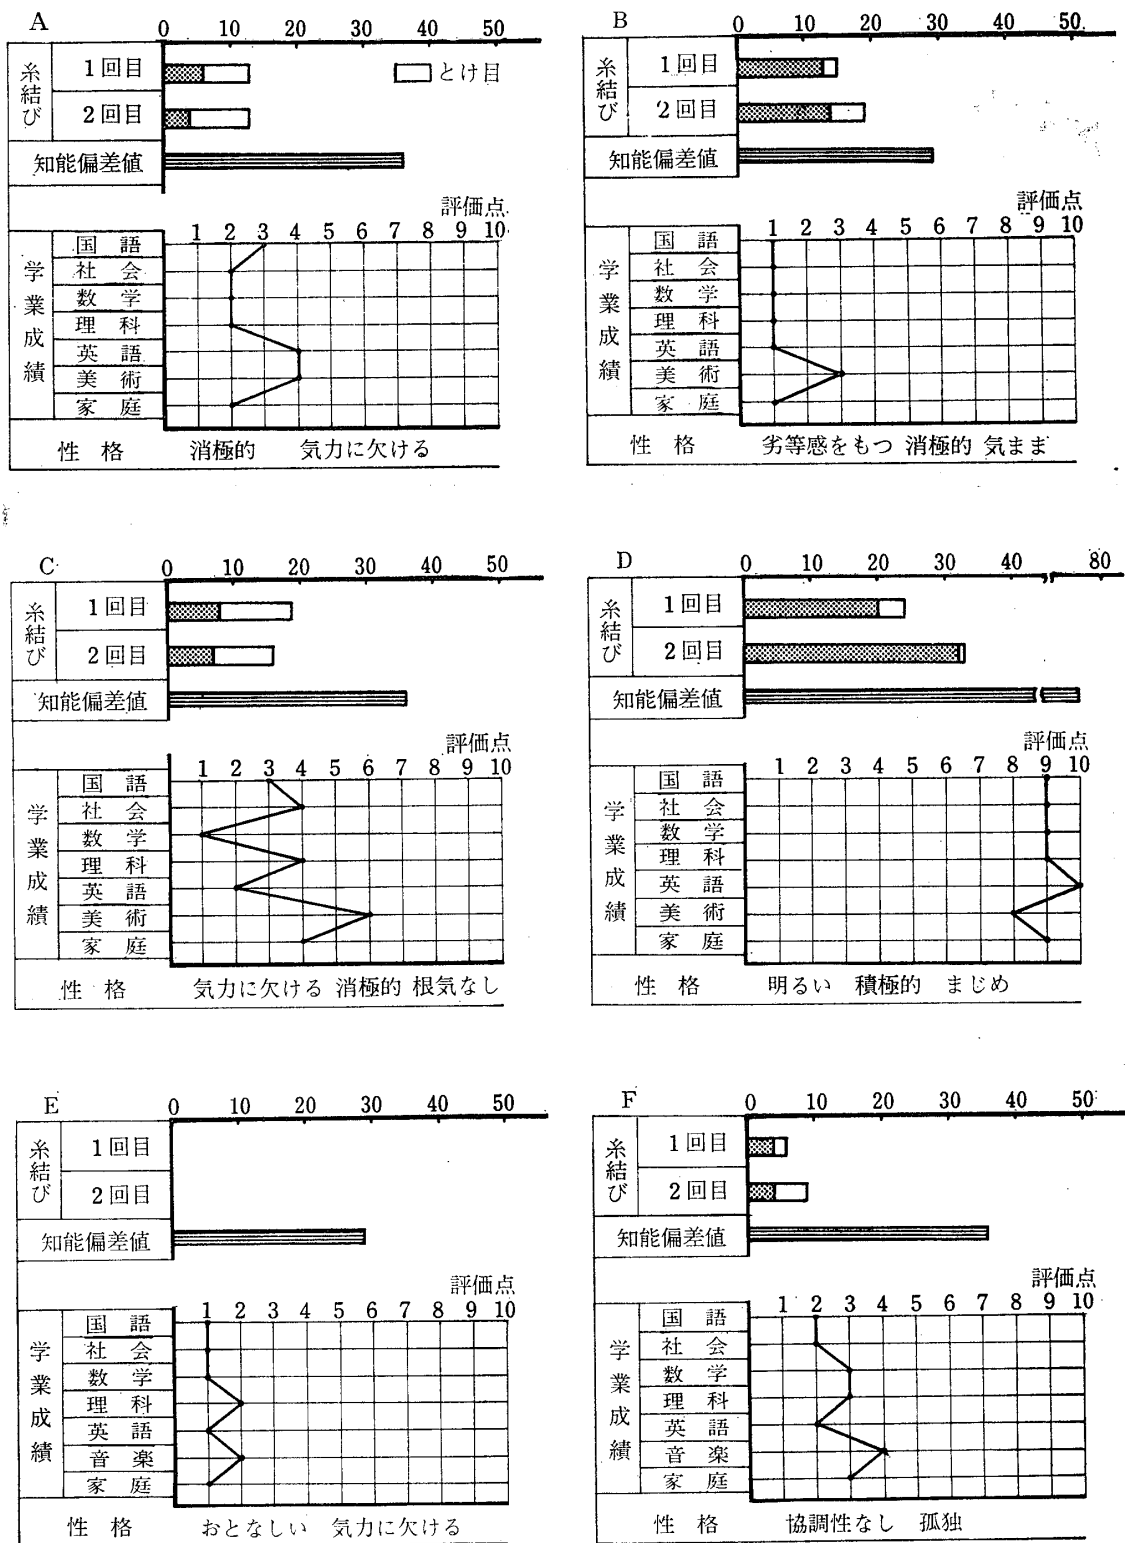 A
0 10 20 30 40 50
糸結び
1回目
とけ目
2回目
知能偏差値
評価点
1 2 3 4 5 6 7 8 9 10
学業成績
国語
社会
数学
理科
英語
美術
家庭
性格 消極的 気力に欠ける
B
0 10 20 30 40 50
糸結び
1回目
2回目
知能偏差値
評価点
1 2 3 4 5 6 7 8 9 10
学業成績
国語
社会
数学
理科
英語
美術
家庭
性格 劣等感をもつ 消極的 気まま
C
0 10 20 30 40 50
糸結び
1回目
2回目
知能偏差値
評価点
1 2 3 4 5 6 7 8 9 10
学業成績
国語
社会
数学
理科
英語
美術
家庭
性格 気力に欠ける 消極的 根気なし
D
0 10 20 30 40 80
糸結び
1回目
2回目
知能偏差値
評価点
1 2 3 4 5 6 7 8 9 10
学業成績
国語
社会
数学
理科
英語
美術
家庭
性格 明るい 積極的 まじめ
E
0 10 20 30 40 50
糸結び
1回目
2回目
知能偏差値
評価点
1 2 3 4 5 6 7 8 9 10
学業成績
国語
社会
数学
理科
英語
音楽
家庭
性格 おとなしい 気力に欠ける
F
0 10 20 30 40 50
糸結び
1回目
2回目
知能偏差値
評価点
1 2 3 4 5 6 7 8 9 10
学業成績
国語
社会
数学
理科
英語
音楽
家庭
性格 協調性なし 孤独